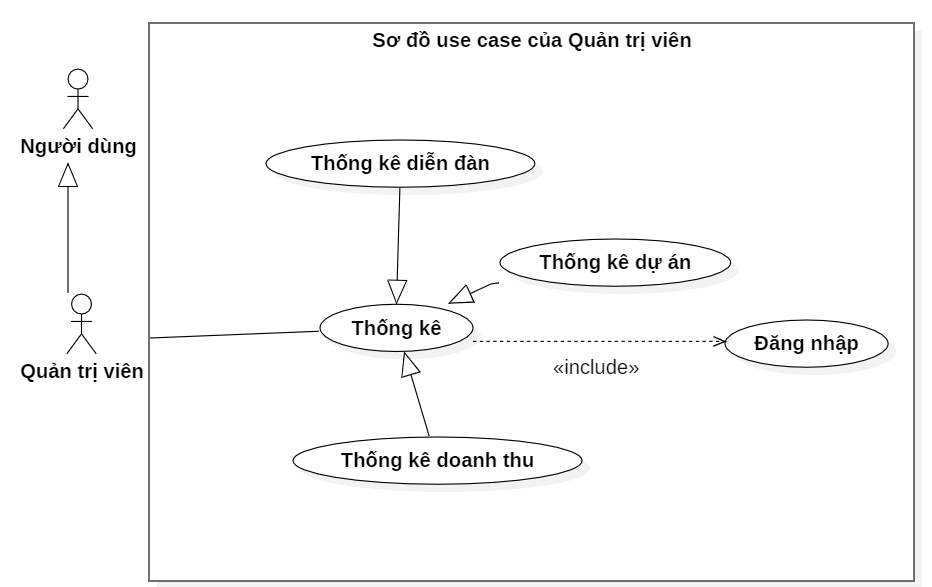 Sơ đồ use case của Quản trị viên
Người dùng
Thống kê diễn đàn
Thống kê dự án
Thống kê
Đăng nhập
«include»
Quản trị viên
Thống kê doanh thu